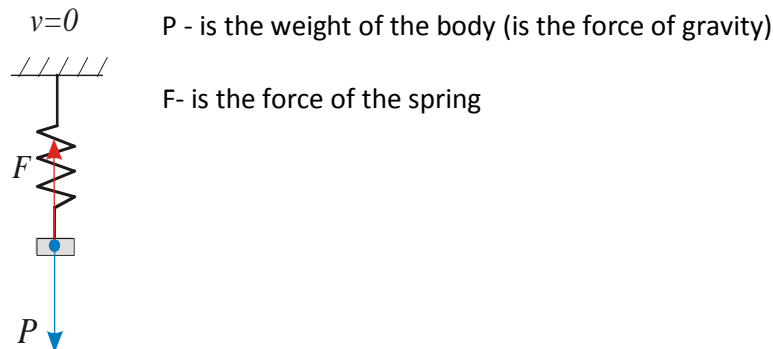 v=0
P - is the weight of the body (is the force of gravity)
F- is the force of the spring
F
P